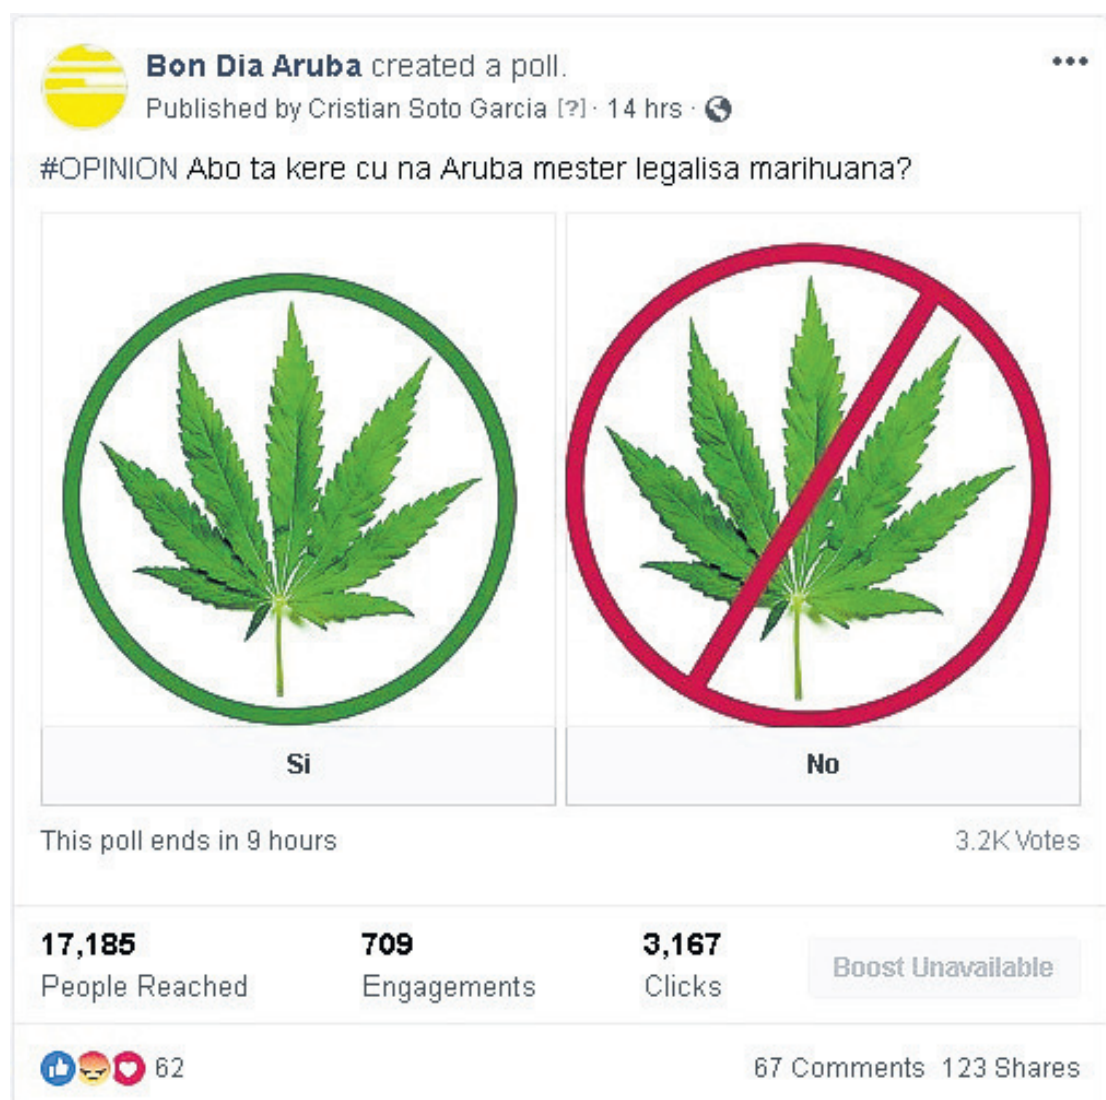 Bon Dia Aruba created a poll.
Published by Cristian Soto Garcia [?] · 14 hrs ·
#OPINION Abo ta kere cu na Aruba mester legalisa marihuana?
Si
No
This poll ends in 9 hours
3.2K Votes
17,185
People Reached
709
Engagements
3,167
Clicks
Boost Unavailable
62
67 Comments 123 Shares